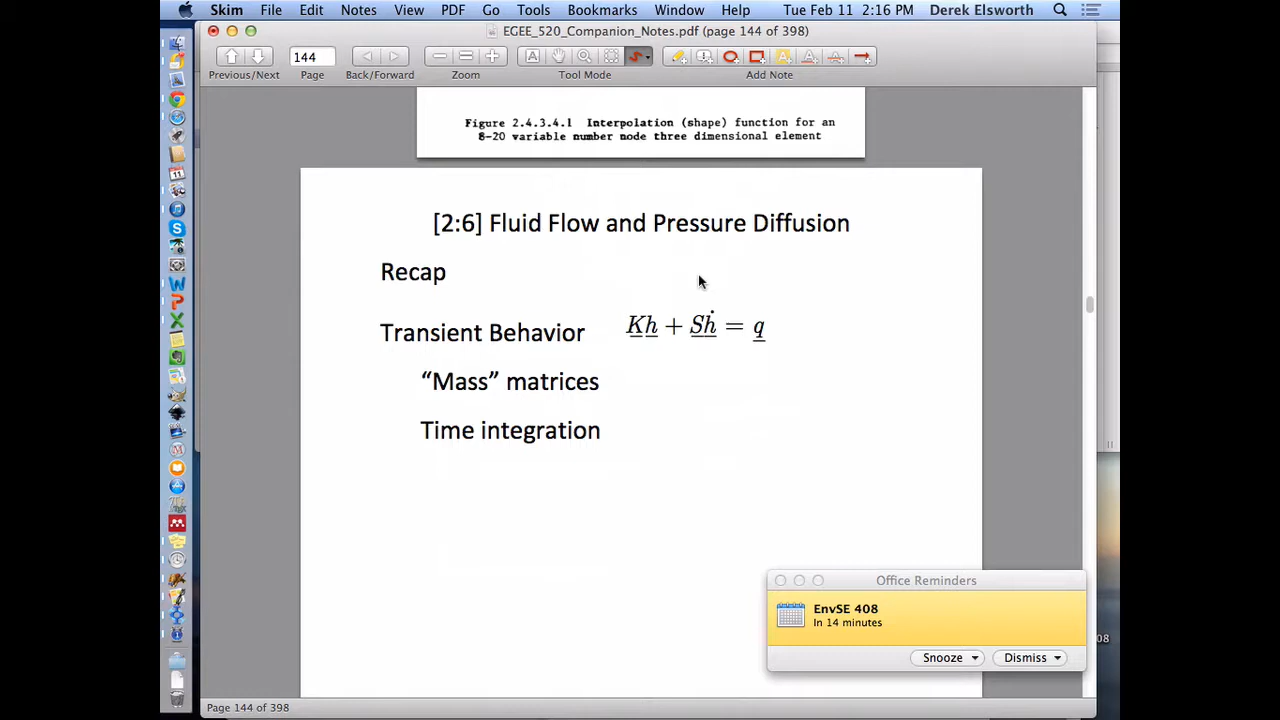 Skim File Edit Notes View PDF Go Tools Bookmarks Window Help Tue Feb 11 2:16 PM Derek Elsworth
EGEE_520_Companion_Notes.pdf (page 144 of 398)
144
Previous/Next Page Back/Forward Zoom Tool Mode Add Note
Figure 2.4.3.4.1 Interpolation (shape) function for an
8-20 variable number node three dimensional element
[2:6] Fluid Flow and Pressure Diffusion
Recap
Transient Behavior Kh + Sḣ = q
“Mass” matrices
Time integration
Office Reminders
EnvSE 408
In 14 minutes
Snooze Dismiss
08
Page 144 of 398